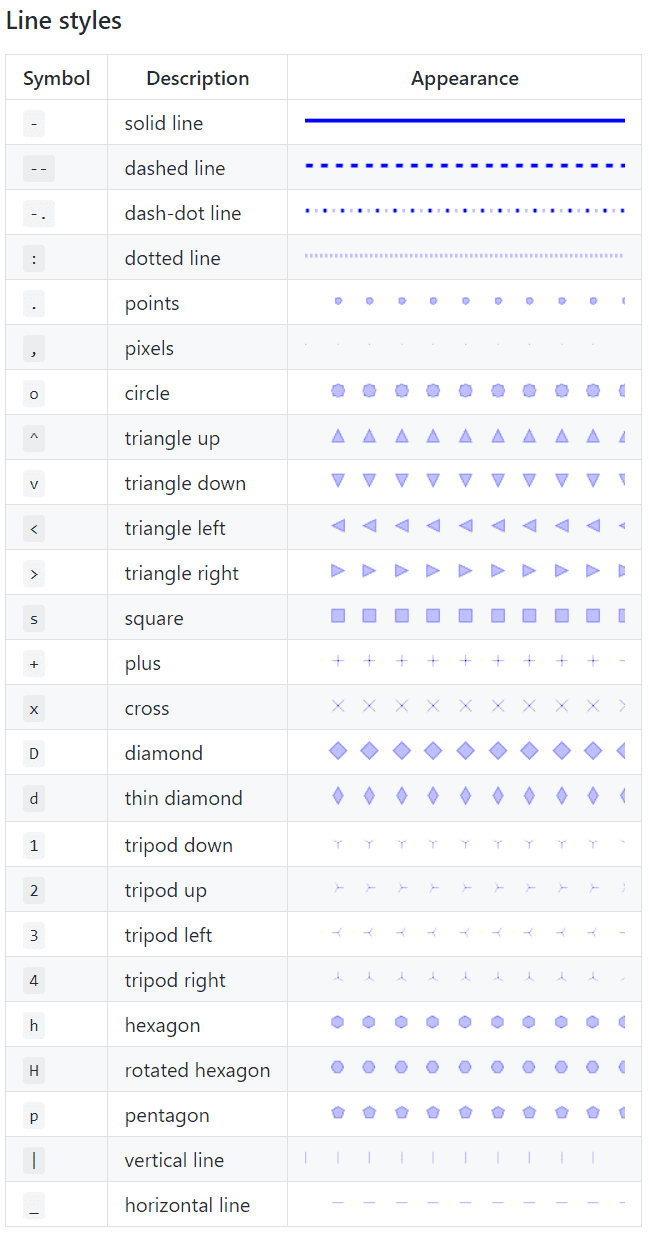 Line styles
Symbol Description Appearance
- solid line
-- dashed line
-. dash-dot line
: dotted line
. points
, pixels
o circle
^ triangle up
v triangle down
< triangle left
> triangle right
s square
+ plus
x cross
D diamond
d thin diamond
1 tripod down
2 tripod up
3 tripod left
4 tripod right
h hexagon
H rotated hexagon
p pentagon
| vertical line
_ horizontal line